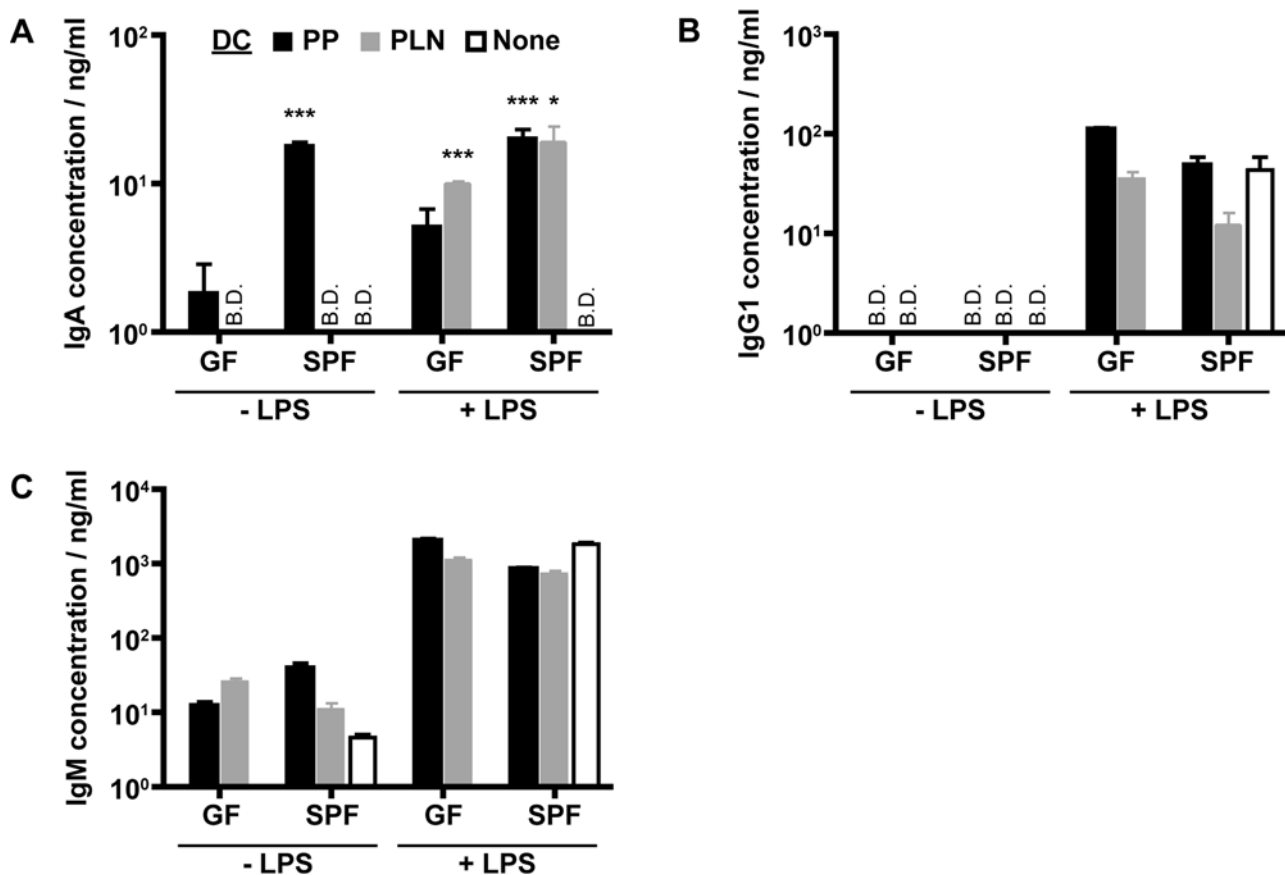 A
IgA concentration / ng/ml
10²
10¹
10⁰
DC PP PLN None
***
***
*** *
B.D.
B.D. B.D.
B.D.
GF SPF GF SPF
- LPS + LPS
B
IgG1 concentration / ng/ml
10³
10²
10¹
10⁰
B.D. B.D. B.D. B.D. B.D.
GF SPF GF SPF
- LPS + LPS
C
IgM concentration / ng/ml
10⁴
10³
10²
10¹
10⁰
GF SPF GF SPF
- LPS + LPS